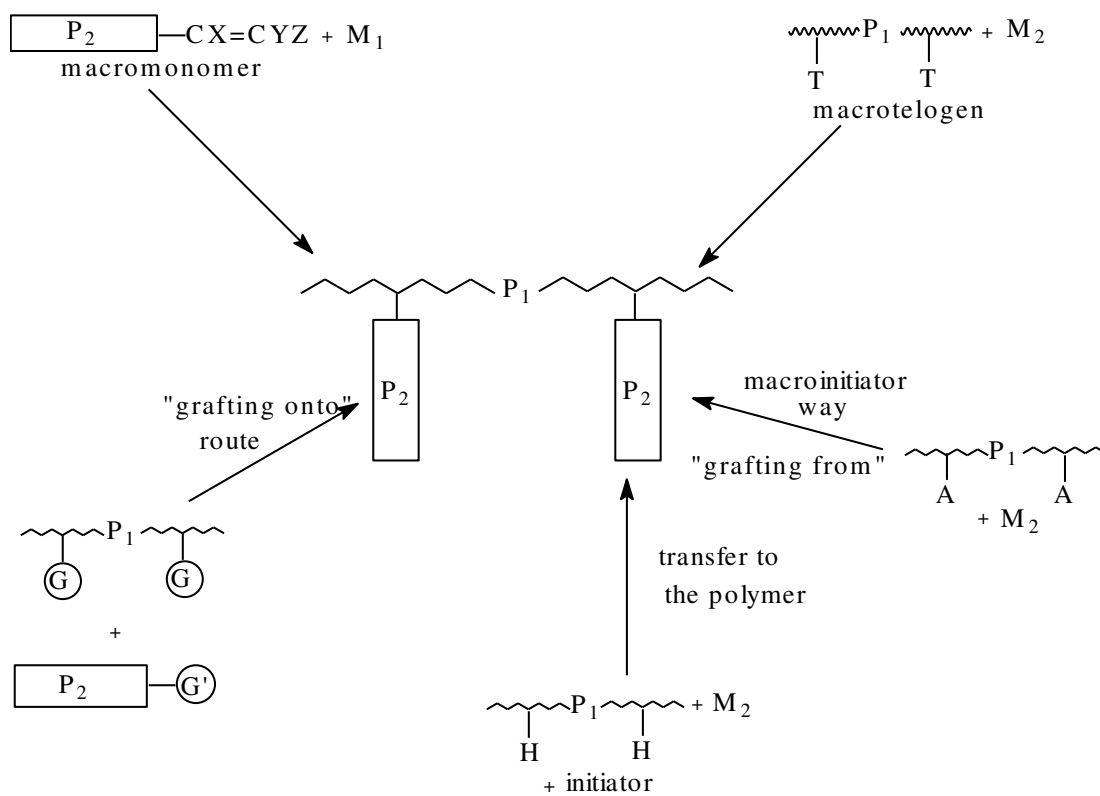 P2 CX=CYZ + M1
macromonomer
P1 + M2
T T
macrotelogen
P1
P2 P2
"grafting onto"
route
macroinitiator
way
"grafting from"
P1
A A
+ M2
P1
G G
+
P2 G'
transfer to
the polymer
P1 + M2
H H
+ initiator